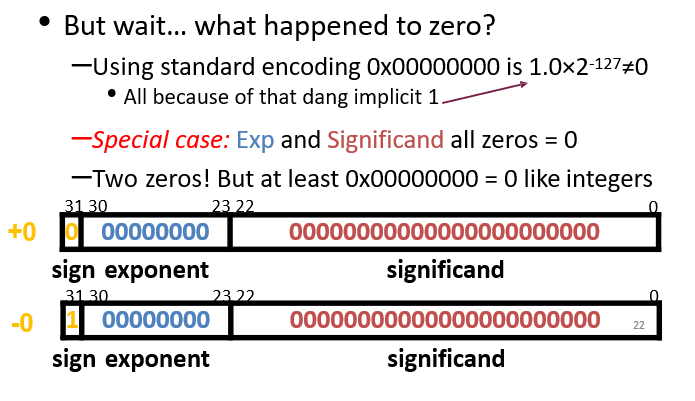 • But wait… what happened to zero?
—Using standard encoding 0x00000000 is 1.0×2⁻¹²⁷≠0
• All because of that dang implicit 1
—Special case: Exp and Significand all zeros = 0
—Two zeros! But at least 0x00000000 = 0 like integers
31 30 23 22 0
+0 0 00000000 00000000000000000000000
sign exponent significand
31 30 23 22 0
-0 1 00000000 00000000000000000000000 22
sign exponent significand